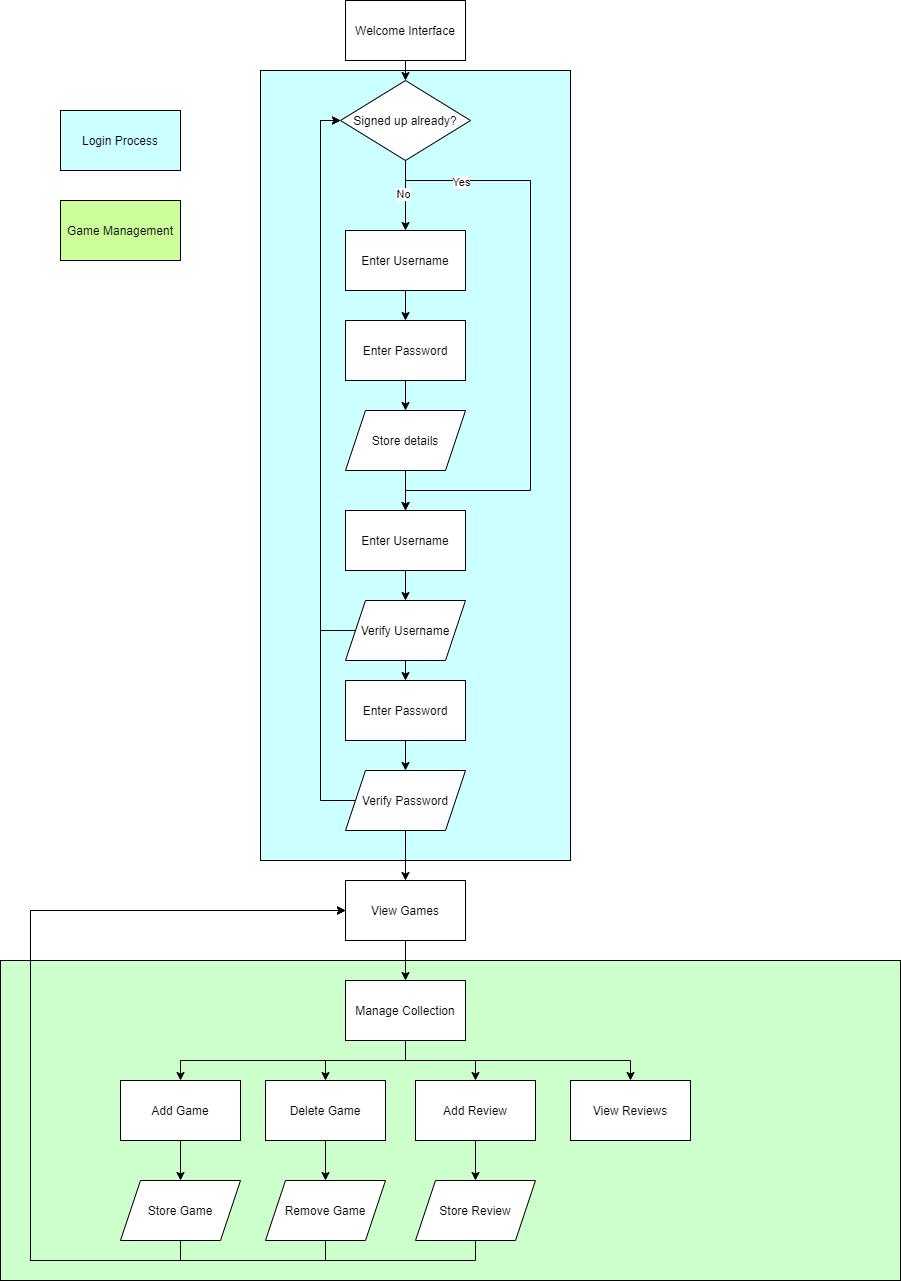 Welcome Interface
Signed up already?
Login Process
Yes
No
Game Management
Enter Username
Enter Password
Store details
Enter Username
Verify Username
Enter Password
Verify Password
View Games
Manage Collection
Add Game
Delete Game
Add Review
View Reviews
Store Game
Remove Game
Store Review